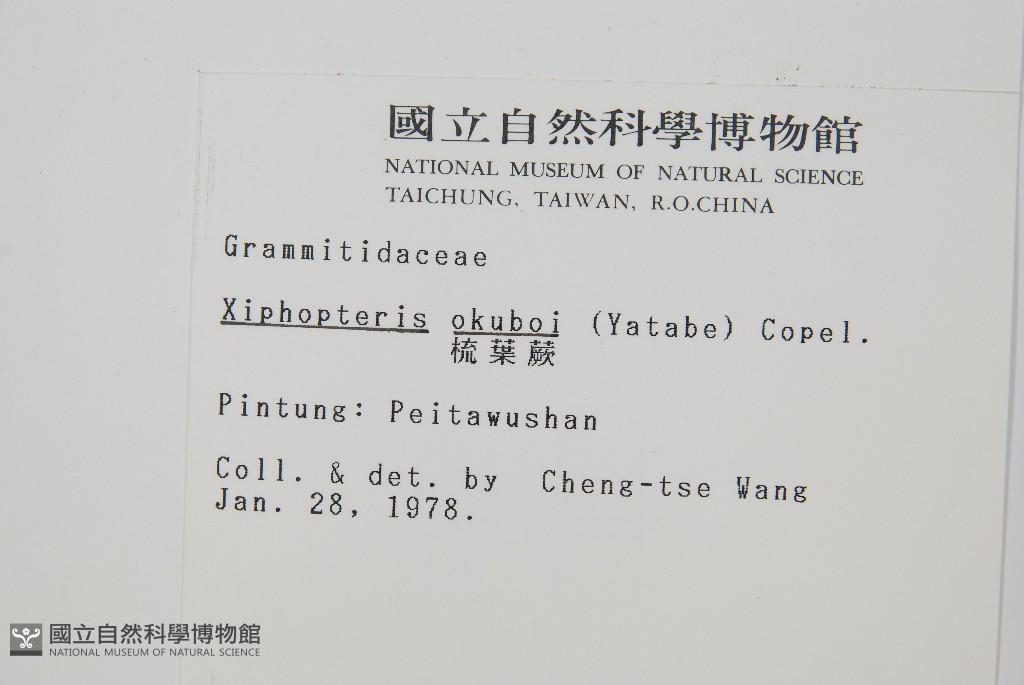 國立自然科學博物館
NATIONAL MUSEUM OF NATURAL SCIENCE
TAICHUNG, TAIWAN, R.O.CHINA
Grammitidaceae
Xiphopteris okuboi (Yatabe) Copel.
梳葉蕨
Pintung: Peitawushan
Coll. & det. by Cheng-tse Wang
Jan. 28, 1978.
國立自然科學博物館
NATIONAL MUSEUM OF NATURAL SCIENCE